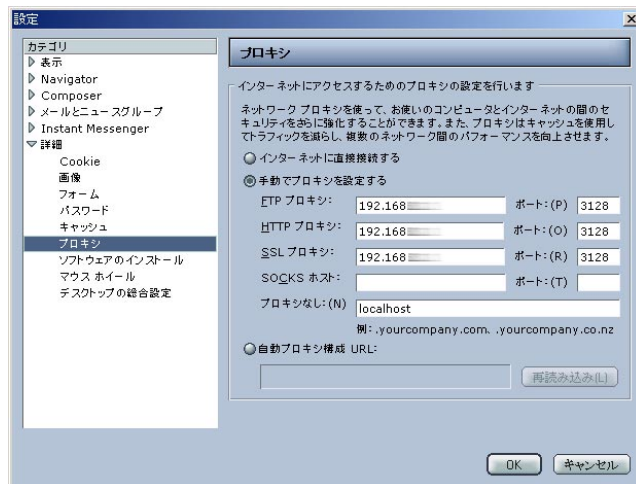 設定
カテゴリ
表示
Navigator
Composer
メールとニュースグループ
Instant Messenger
詳細
Cookie
画像
フォーム
パスワード
キャッシュ
プロキシ
ソフトウェアのインストール
マウス ホイール
デスクトップの総合設定
プロキシ
インターネットにアクセスするためのプロキシの設定を行います
ネットワーク プロキシを使って、お使いのコンピュータとインターネットの間のセ
キュリティをさらに強化することができます。また、プロキシはキャッシュを使用し
てトラフィックを減らし、複数のネットワーク間のパフォーマンスを向上させます。
インターネットに直接接続する
手動でプロキシを設定する
FTP プロキシ: 192.168 ポート:(P) 3128
HTTP プロキシ: 192.168 ポート:(O) 3128
SSL プロキシ: 192.168 ポート:(R) 3128
SOCKS ホスト: ポート:(T)
プロキシなし:(N) localhost
例: .yourcompany.com、.yourcompany.co.nz
自動プロキシ構成 URL:
再読み込み(L)
OK キャンセル